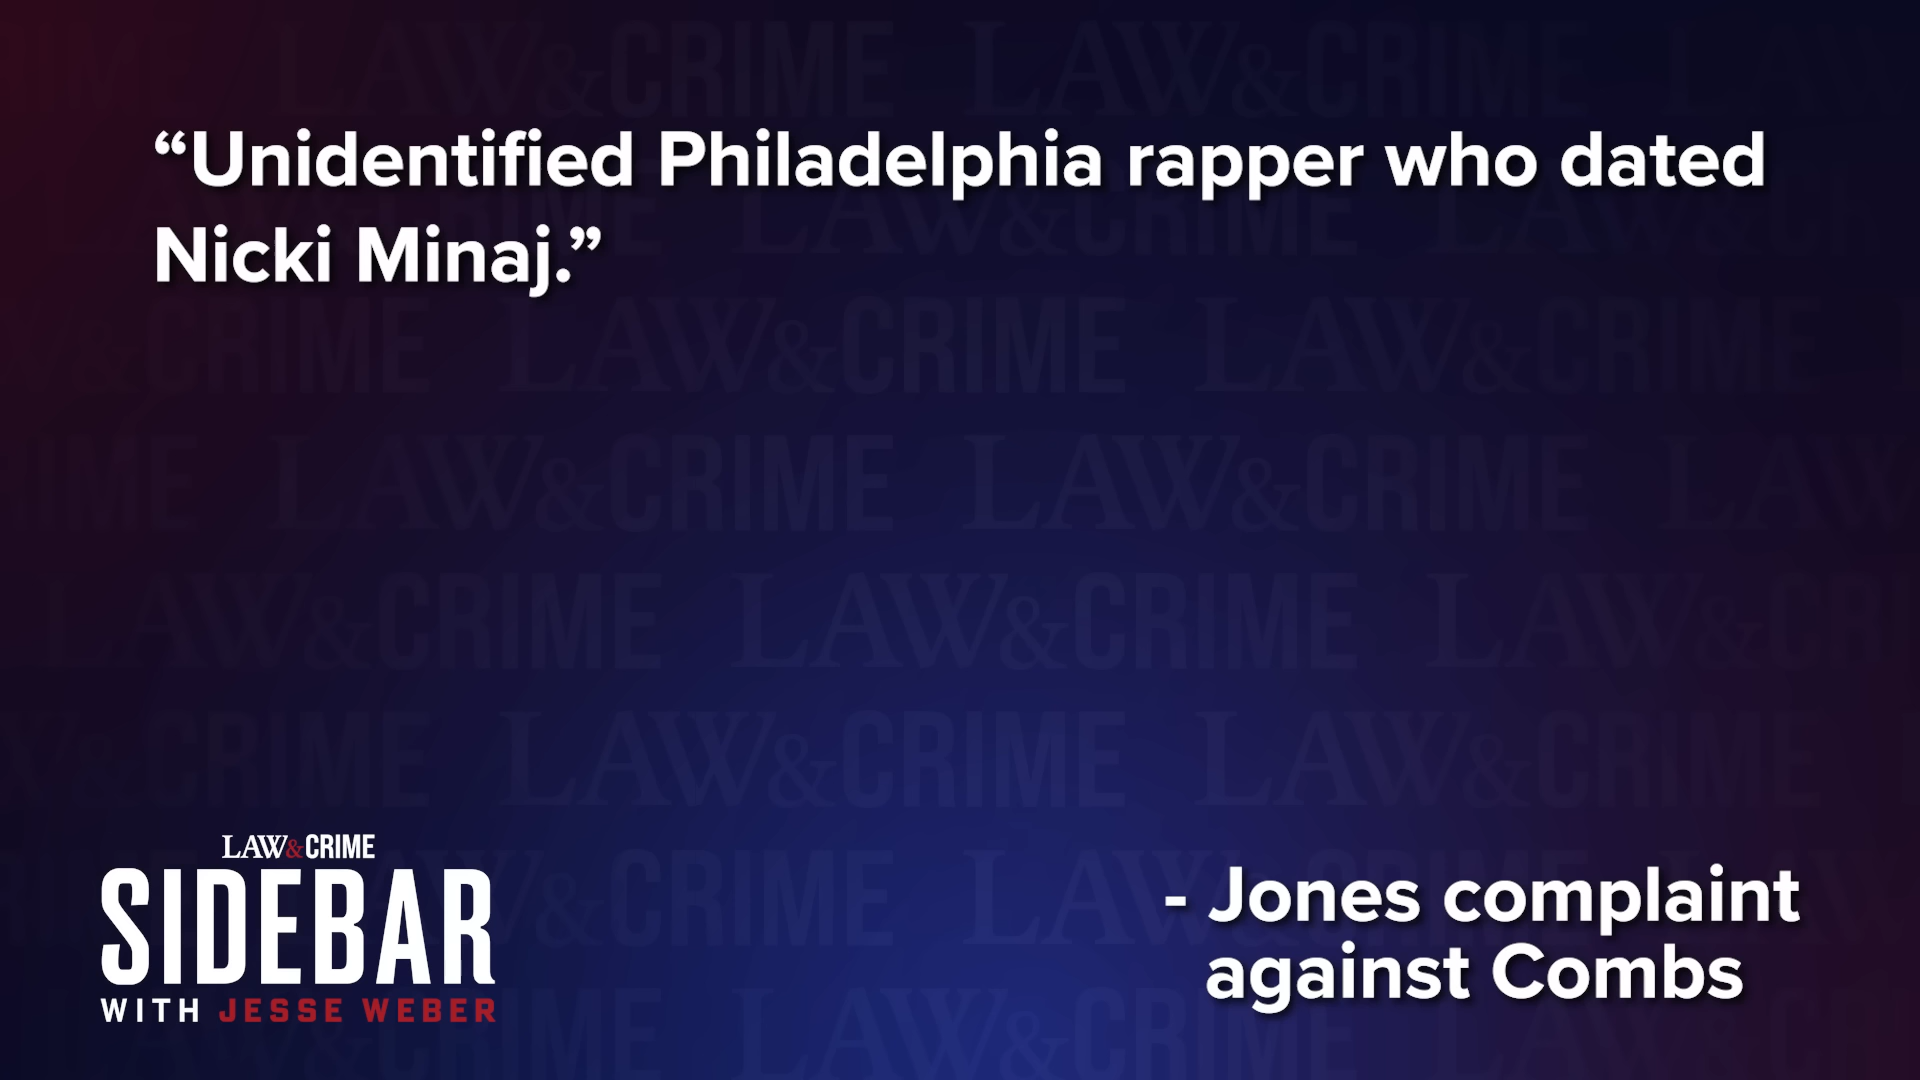 “Unidentified Philadelphia rapper who dated
Nicki Minaj.”
LAW&CRIME
SIDEBAR
WITH JESSE WEBER
- Jones complaint
against Combs